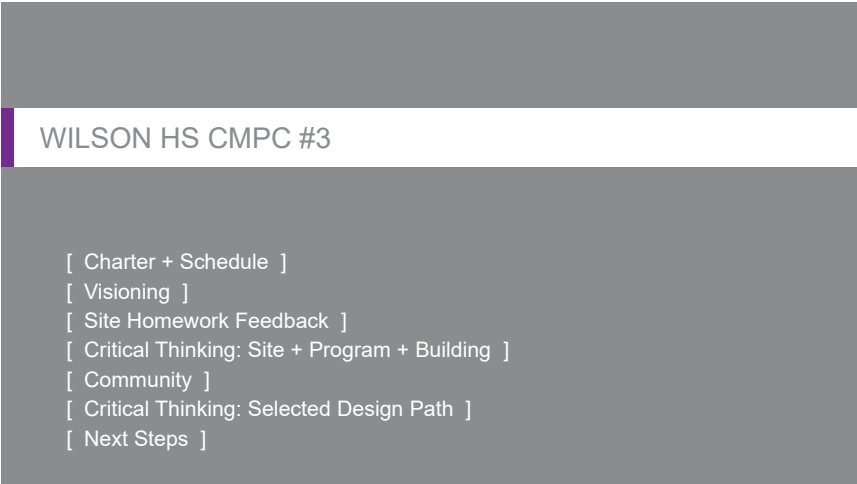 WILSON HS CMPC #3
[ Charter + Schedule ]
[ Visioning ]
[ Site Homework Feedback ]
[ Critical Thinking: Site + Program + Building ]
[ Community ]
[ Critical Thinking: Selected Design Path ]
[ Next Steps ]